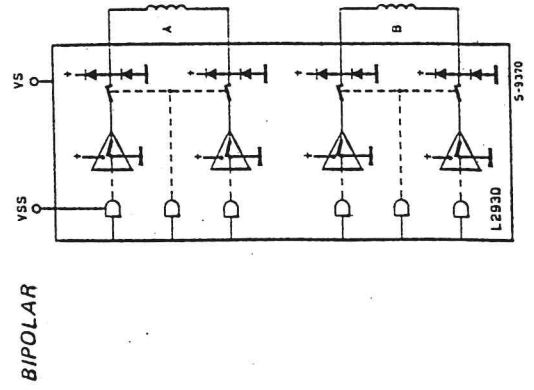 BIPOLAR
VSS
VS
A
B
+
+
+
+
+
+
+
+
L293D
S-9370